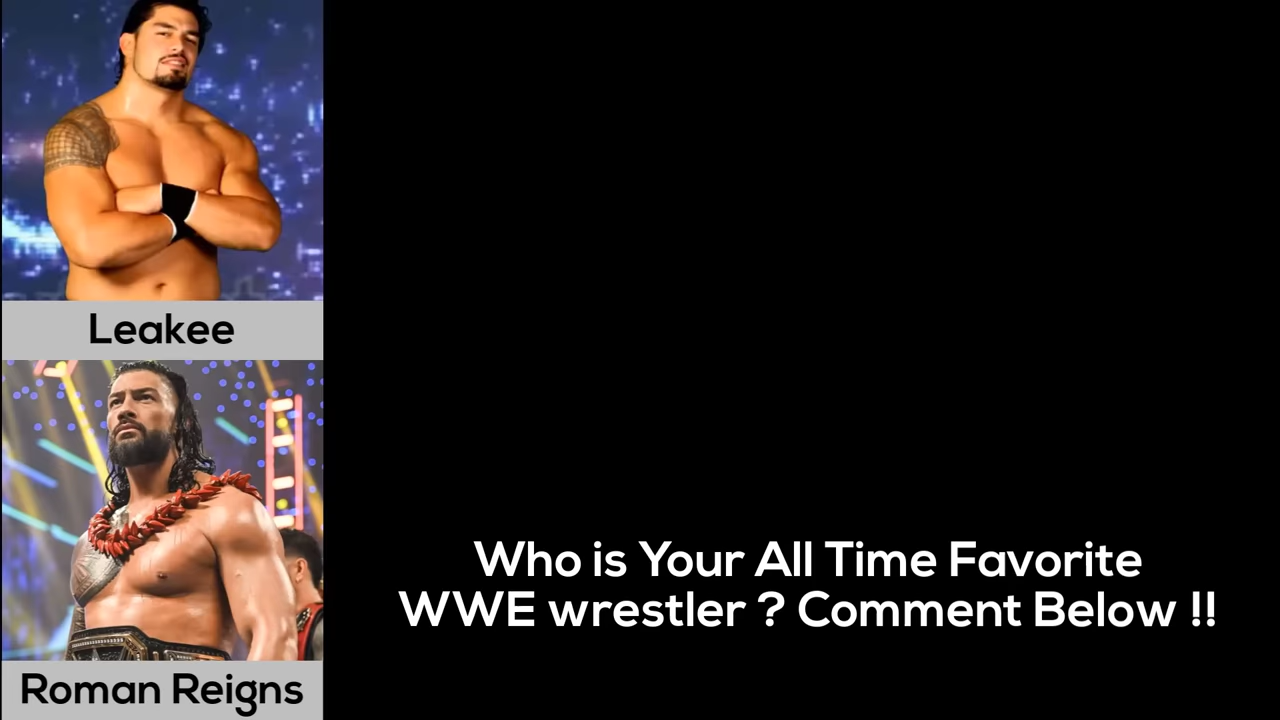 Leakee
Roman Reigns
Who is Your All Time Favorite
WWE wrestler ? Comment Below !!